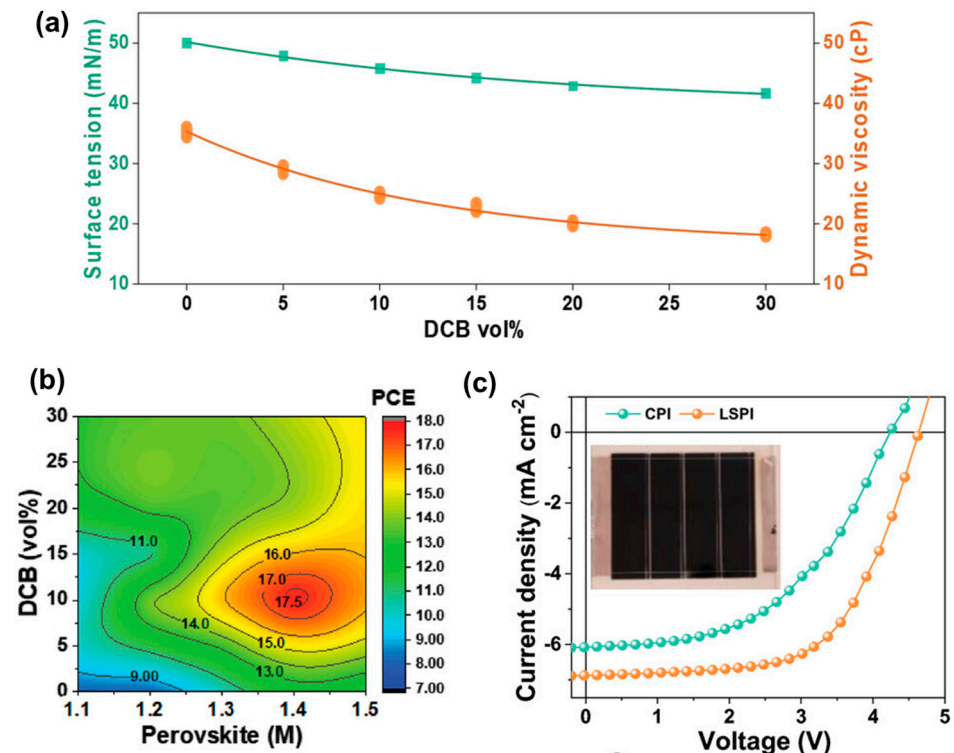 (a)
Surface tension (mN/m)
50
40
30
20
10
50
40
30
20
10
Dynamic viscosity (cP)
0 5 10 15 20 25 30
DCB vol%
(b)
PCE
DCB (vol%)
30
25
20
15
10
5
0
11.0
16.0
17.0
17.5
14.0
15.0
13.0
9.00
18.0
17.0
16.0
15.0
14.0
13.0
12.0
11.0
10.0
9.00
8.00
7.00
1.1 1.2 1.3 1.4 1.5
Perovskite (M)
(c)
Current density (mA cm-2)
CPI LSPI
0
-2
-4
-6
0 1 2 3 4 5
Voltage (V)